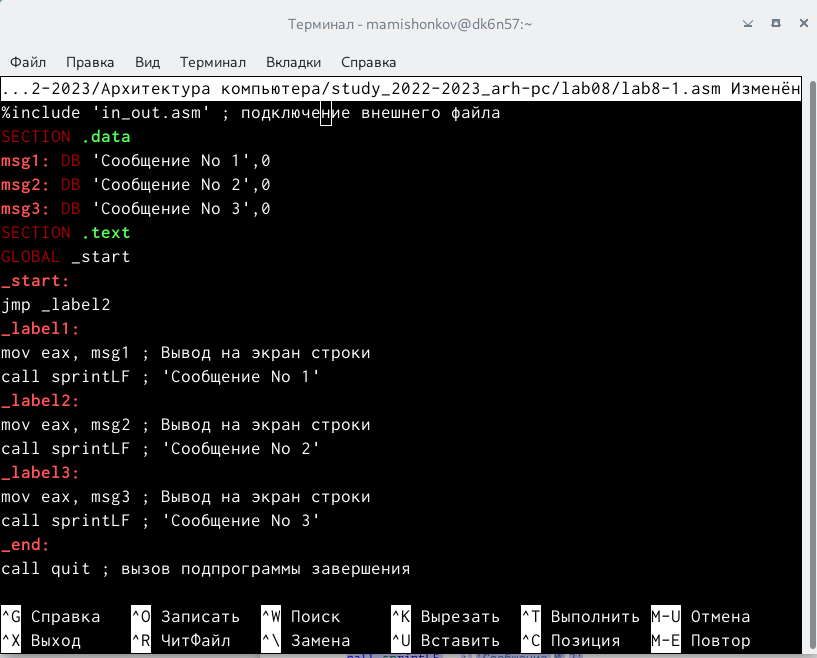 Терминал - mamishonkov@dk6n57:~
Файл Правка Вид Терминал Вкладки Справка
...2-2023/Архитектура компьютера/study_2022-2023_arh-pc/lab08/lab8-1.asm Изменён
%include 'in_out.asm' ; подключение внешнего файла
SECTION .data
msg1: DB 'Сообщение No 1',0
msg2: DB 'Сообщение No 2',0
msg3: DB 'Сообщение No 3',0
SECTION .text
GLOBAL _start
_start:
jmp _label2
_label1:
mov eax, msg1 ; Вывод на экран строки
call sprintLF ; 'Сообщение No 1'
_label2:
mov eax, msg2 ; Вывод на экран строки
call sprintLF ; 'Сообщение No 2'
_label3:
mov eax, msg3 ; Вывод на экран строки
call sprintLF ; 'Сообщение No 3'
_end:
call quit ; вызов подпрограммы завершения
^G Справка ^O Записать ^W Поиск ^K Вырезать ^T Выполнить M-U Отмена
^X Выход ^R ЧитФайл ^\ Замена ^U Вставить ^C Позиция M-E Повтор